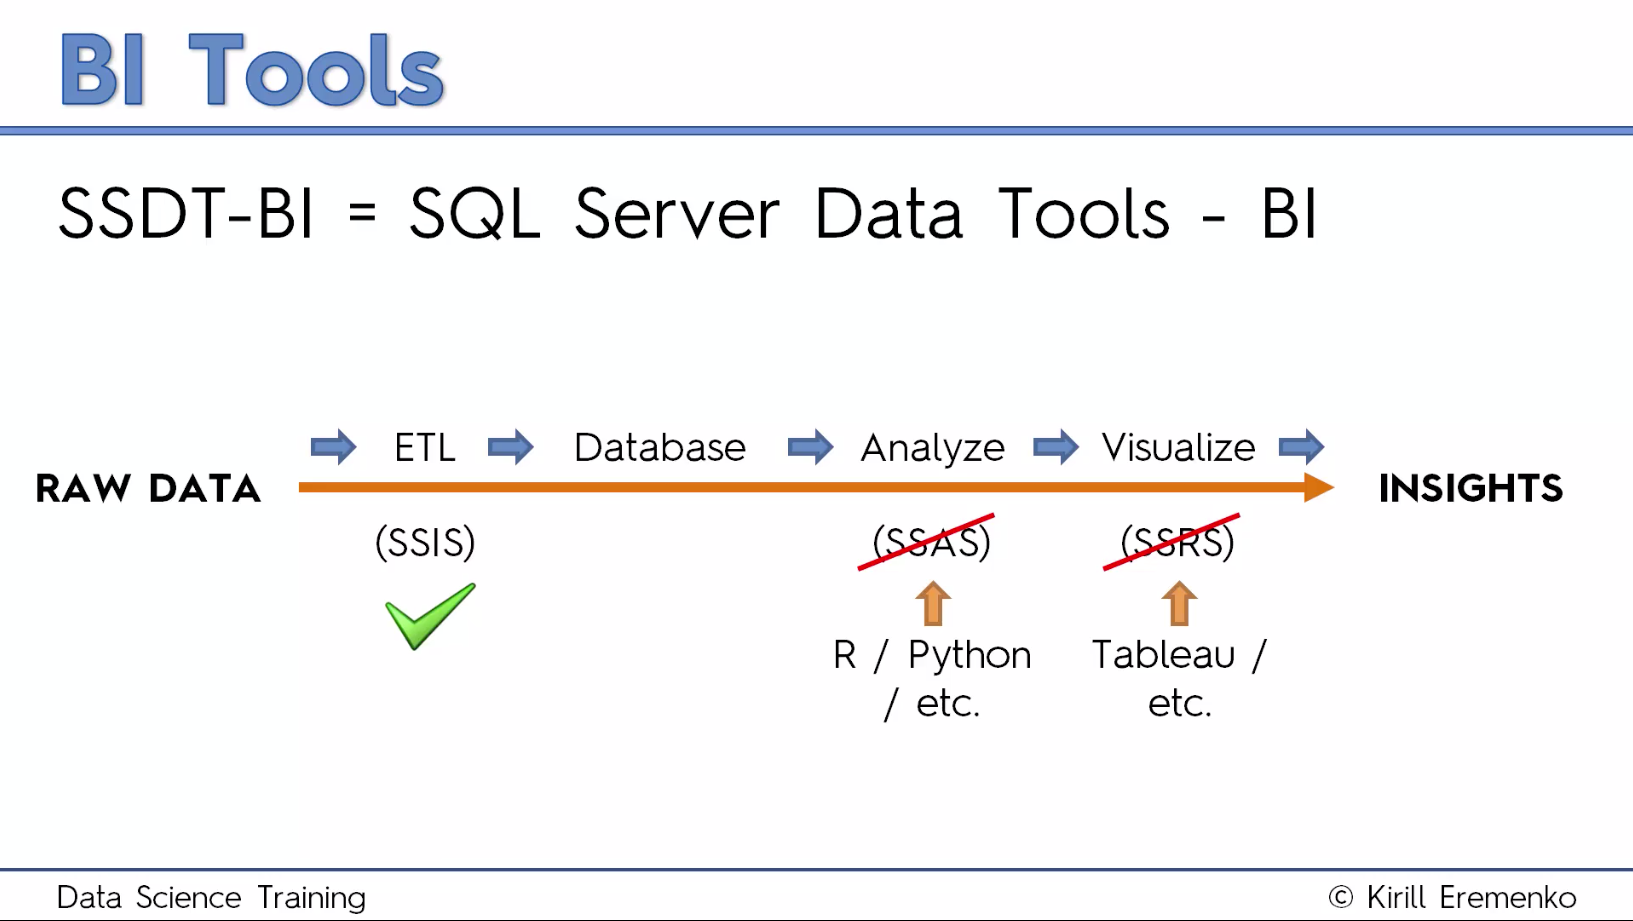 BI Tools
SSDT-BI = SQL Server Data Tools - BI
ETL Database Analyze Visualize
RAW DATA INSIGHTS
(SSIS) (SSAS) (SSRS)
R / Python Tableau /
/ etc. etc.
Data Science Training © Kirill Eremenko